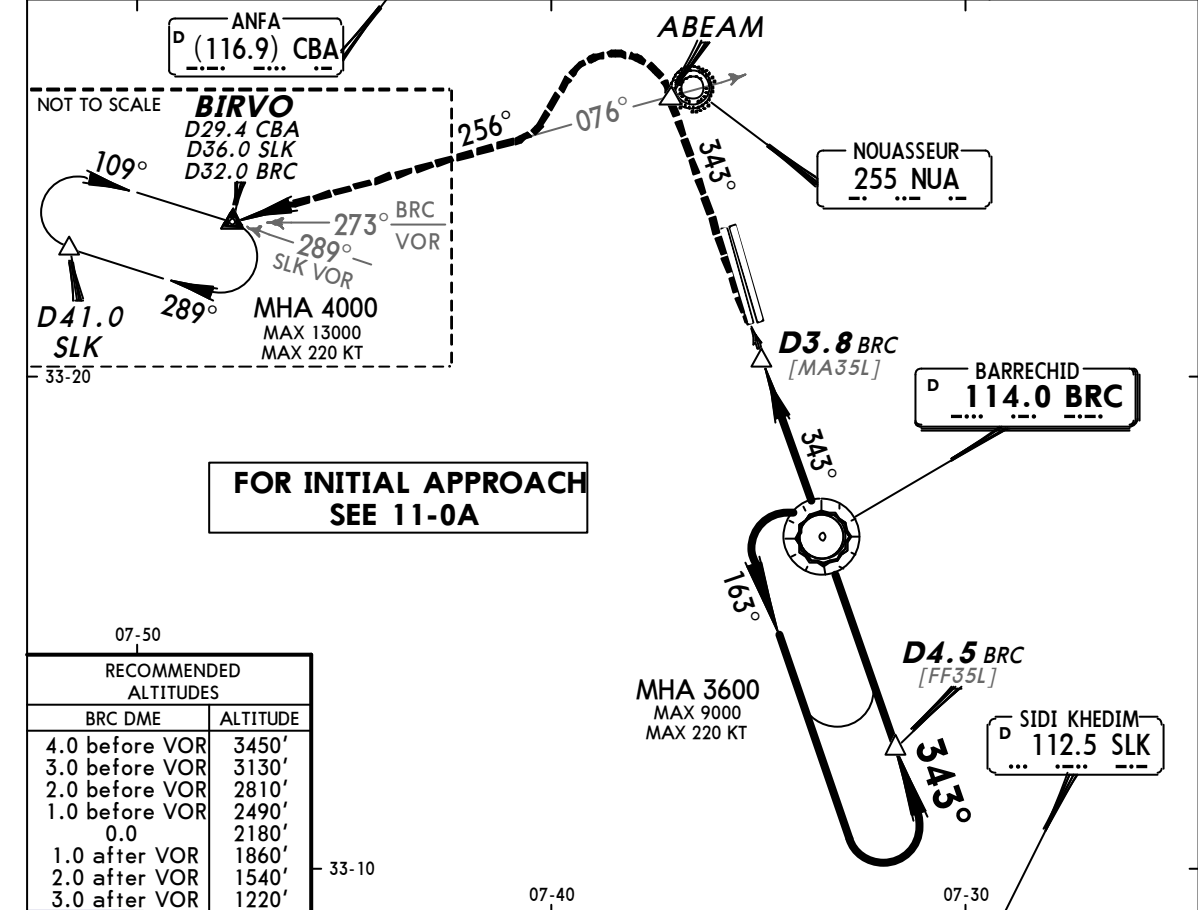 ANFA
D (116.9) CBA
ABEAM
NOT TO SCALE
BIRVO
D29.4 CBA
D36.0 SLK
D32.0 BRC
109°
256°
076°
343°
NOUASSEUR
255 NUA
273° BRC
VOR
289°
SLK VOR
D41.0
SLK
289°
MHA 4000
MAX 13000
MAX 220 KT
33-20
D3.8 BRC
[MA35L]
BARRECHID
D 114.0 BRC
343°
FOR INITIAL APPROACH
SEE 11-0A
163°
07-50
D4.5 BRC
[FF35L]
MHA 3600
MAX 9000
MAX 220 KT
343°
SIDI KHEDIM
D 112.5 SLK
RECOMMENDED
ALTITUDES
BRC DME ALTITUDE
4.0 before VOR 3450'
3.0 before VOR 3130'
2.0 before VOR 2810'
1.0 before VOR 2490'
0.0 2180'
1.0 after VOR 1860'
2.0 after VOR 1540'
3.0 after VOR 1220'
33-10
07-40
07-30